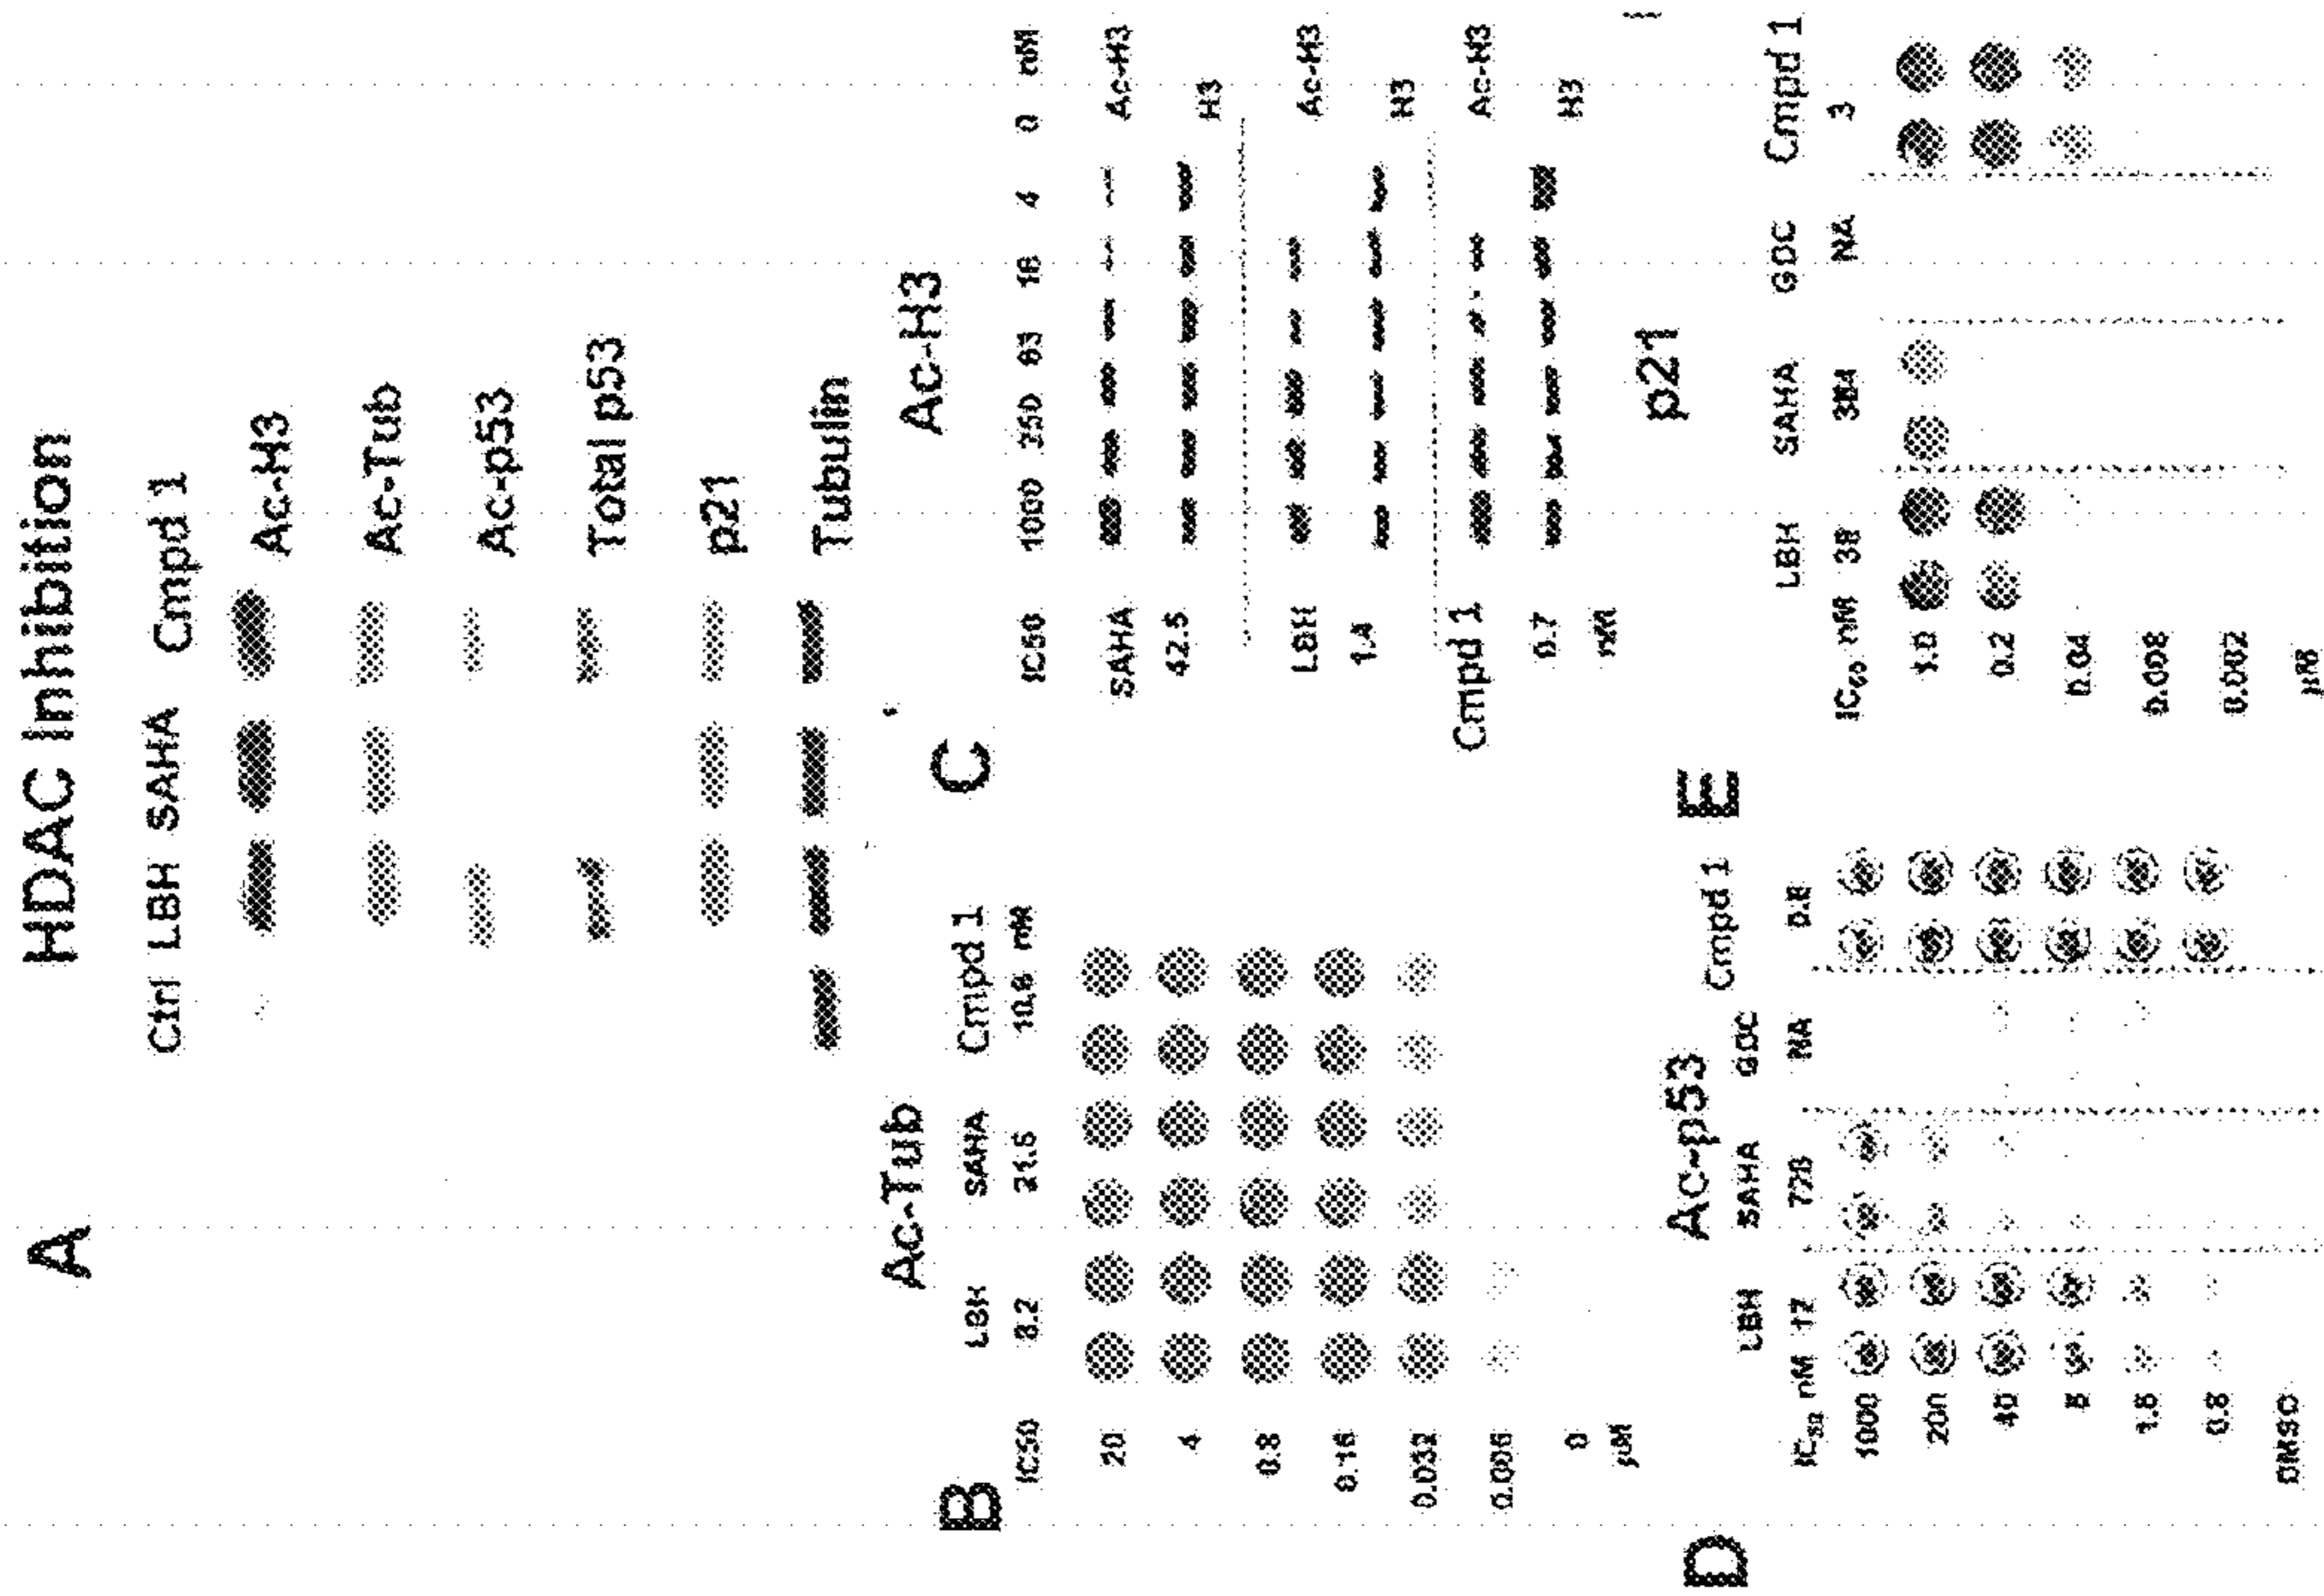 A
HDAC Inhibition
Ctrl LBH SAHA Cmpd 1
Ac-H3
Ac-Tub
Ac-p53
Total p53
p21
Tubulin
B
Ac-Tub
LBH SAHA Cmpd 1
IC50 8.2 21.5 10.8 nM
20
4
0.8
0.16
0.032
0.006
0
μM
C
Ac-H3
IC50 1000 250 63 16 4 0 nM
SAHA Ac-H3
42.5 H3
LBH Ac-H3
1.4 H3
Cmpd 1 Ac-H3
0.7 H3
nM
D
Ac-p53
LBH SAHA GDC Cmpd 1
IC50 nM 17 NA 0.8
1000
200
40
8
1.6
0.8
DMSO
E
p21
LBH SAHA GDC Cmpd 1
IC50 nM 38 NA 3
1.0
0.2
0.04
0.008
0.002
μM